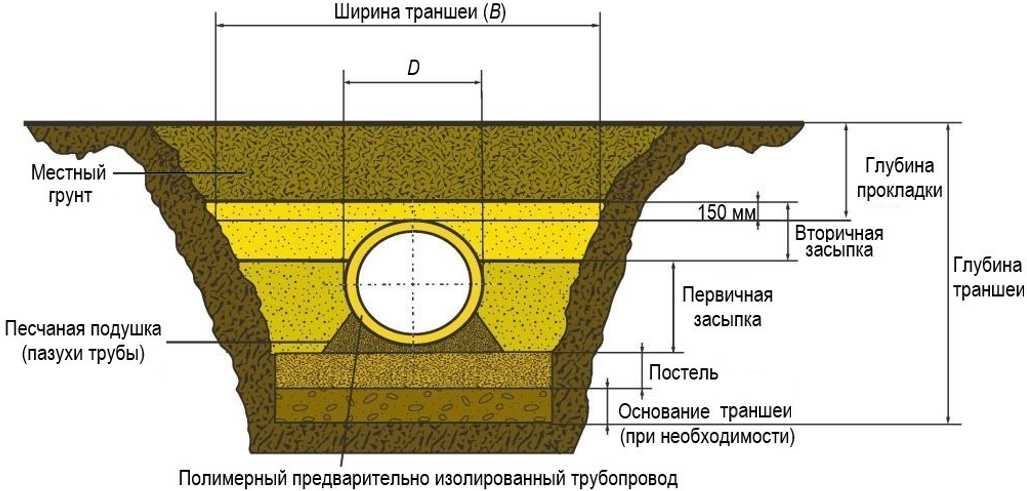 Ширина траншеи (B)
D
Местный
грунт
Глубина
прокладки
150 мм
Вторичная
засыпка
Глубина
траншеи
Первичная
засыпка
Песчаная подушка
(пазухи трубы)
Постель
Основание траншеи
(при необходимости)
Полимерный предварительно изолированный трубопровод